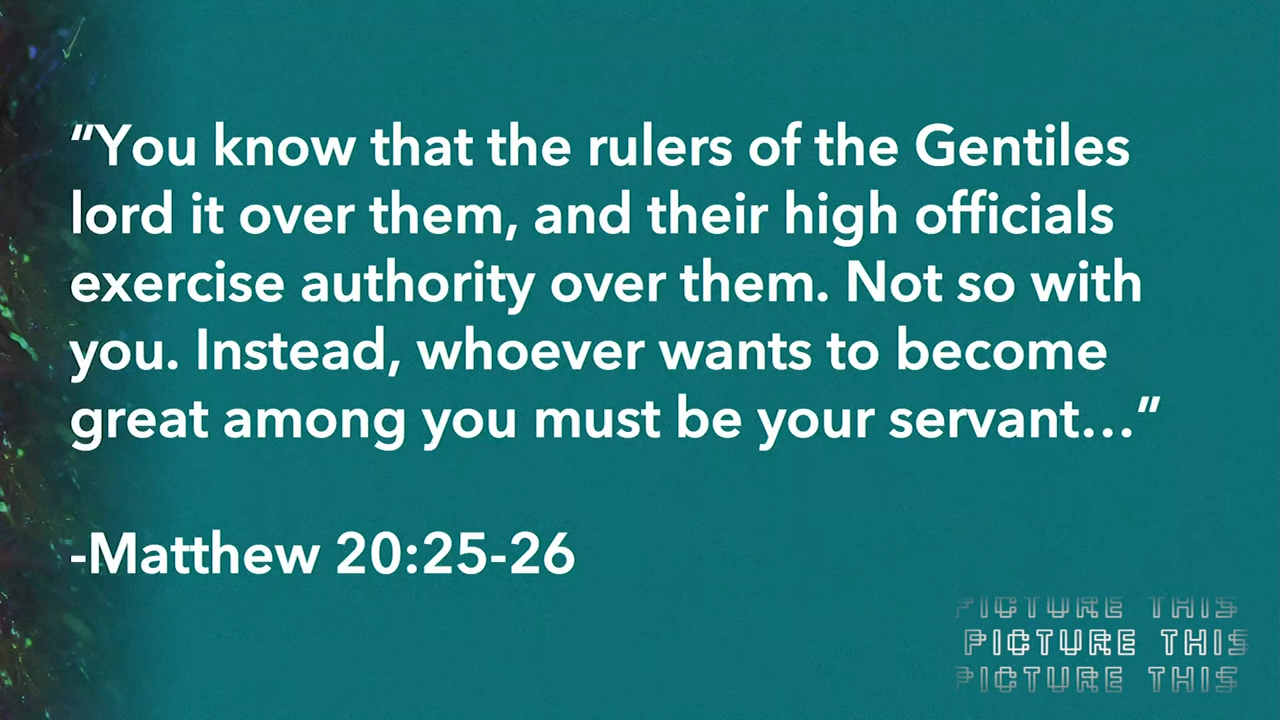 “You know that the rulers of the Gentiles
lord it over them, and their high officials
exercise authority over them. Not so with
you. Instead, whoever wants to become
great among you must be your servant…”
-Matthew 20:25-26
PICTURE THIS
PICTURE THIS
PICTURE THIS